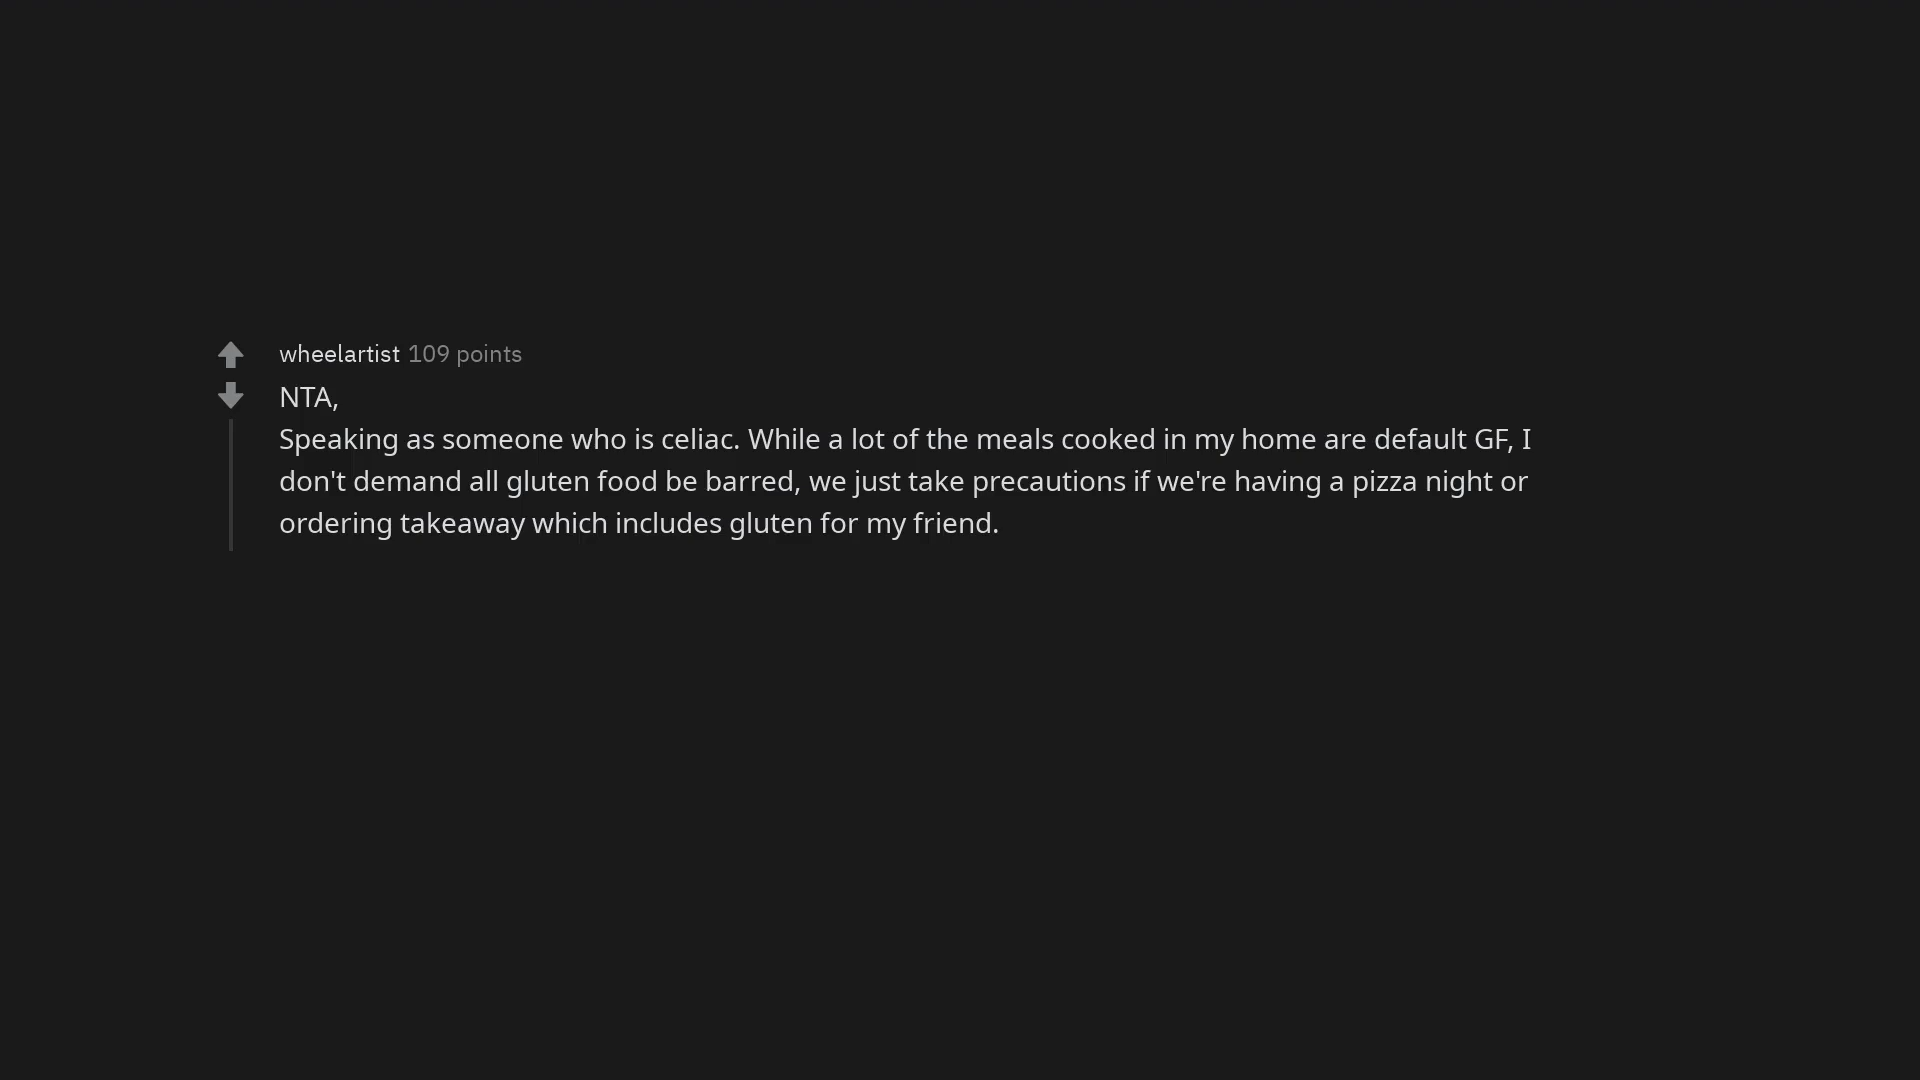 wheelartist 109 points
NTA,
Speaking as someone who is celiac. While a lot of the meals cooked in my home are default GF, I
don't demand all gluten food be barred, we just take precautions if we're having a pizza night or
ordering takeaway which includes gluten for my friend.